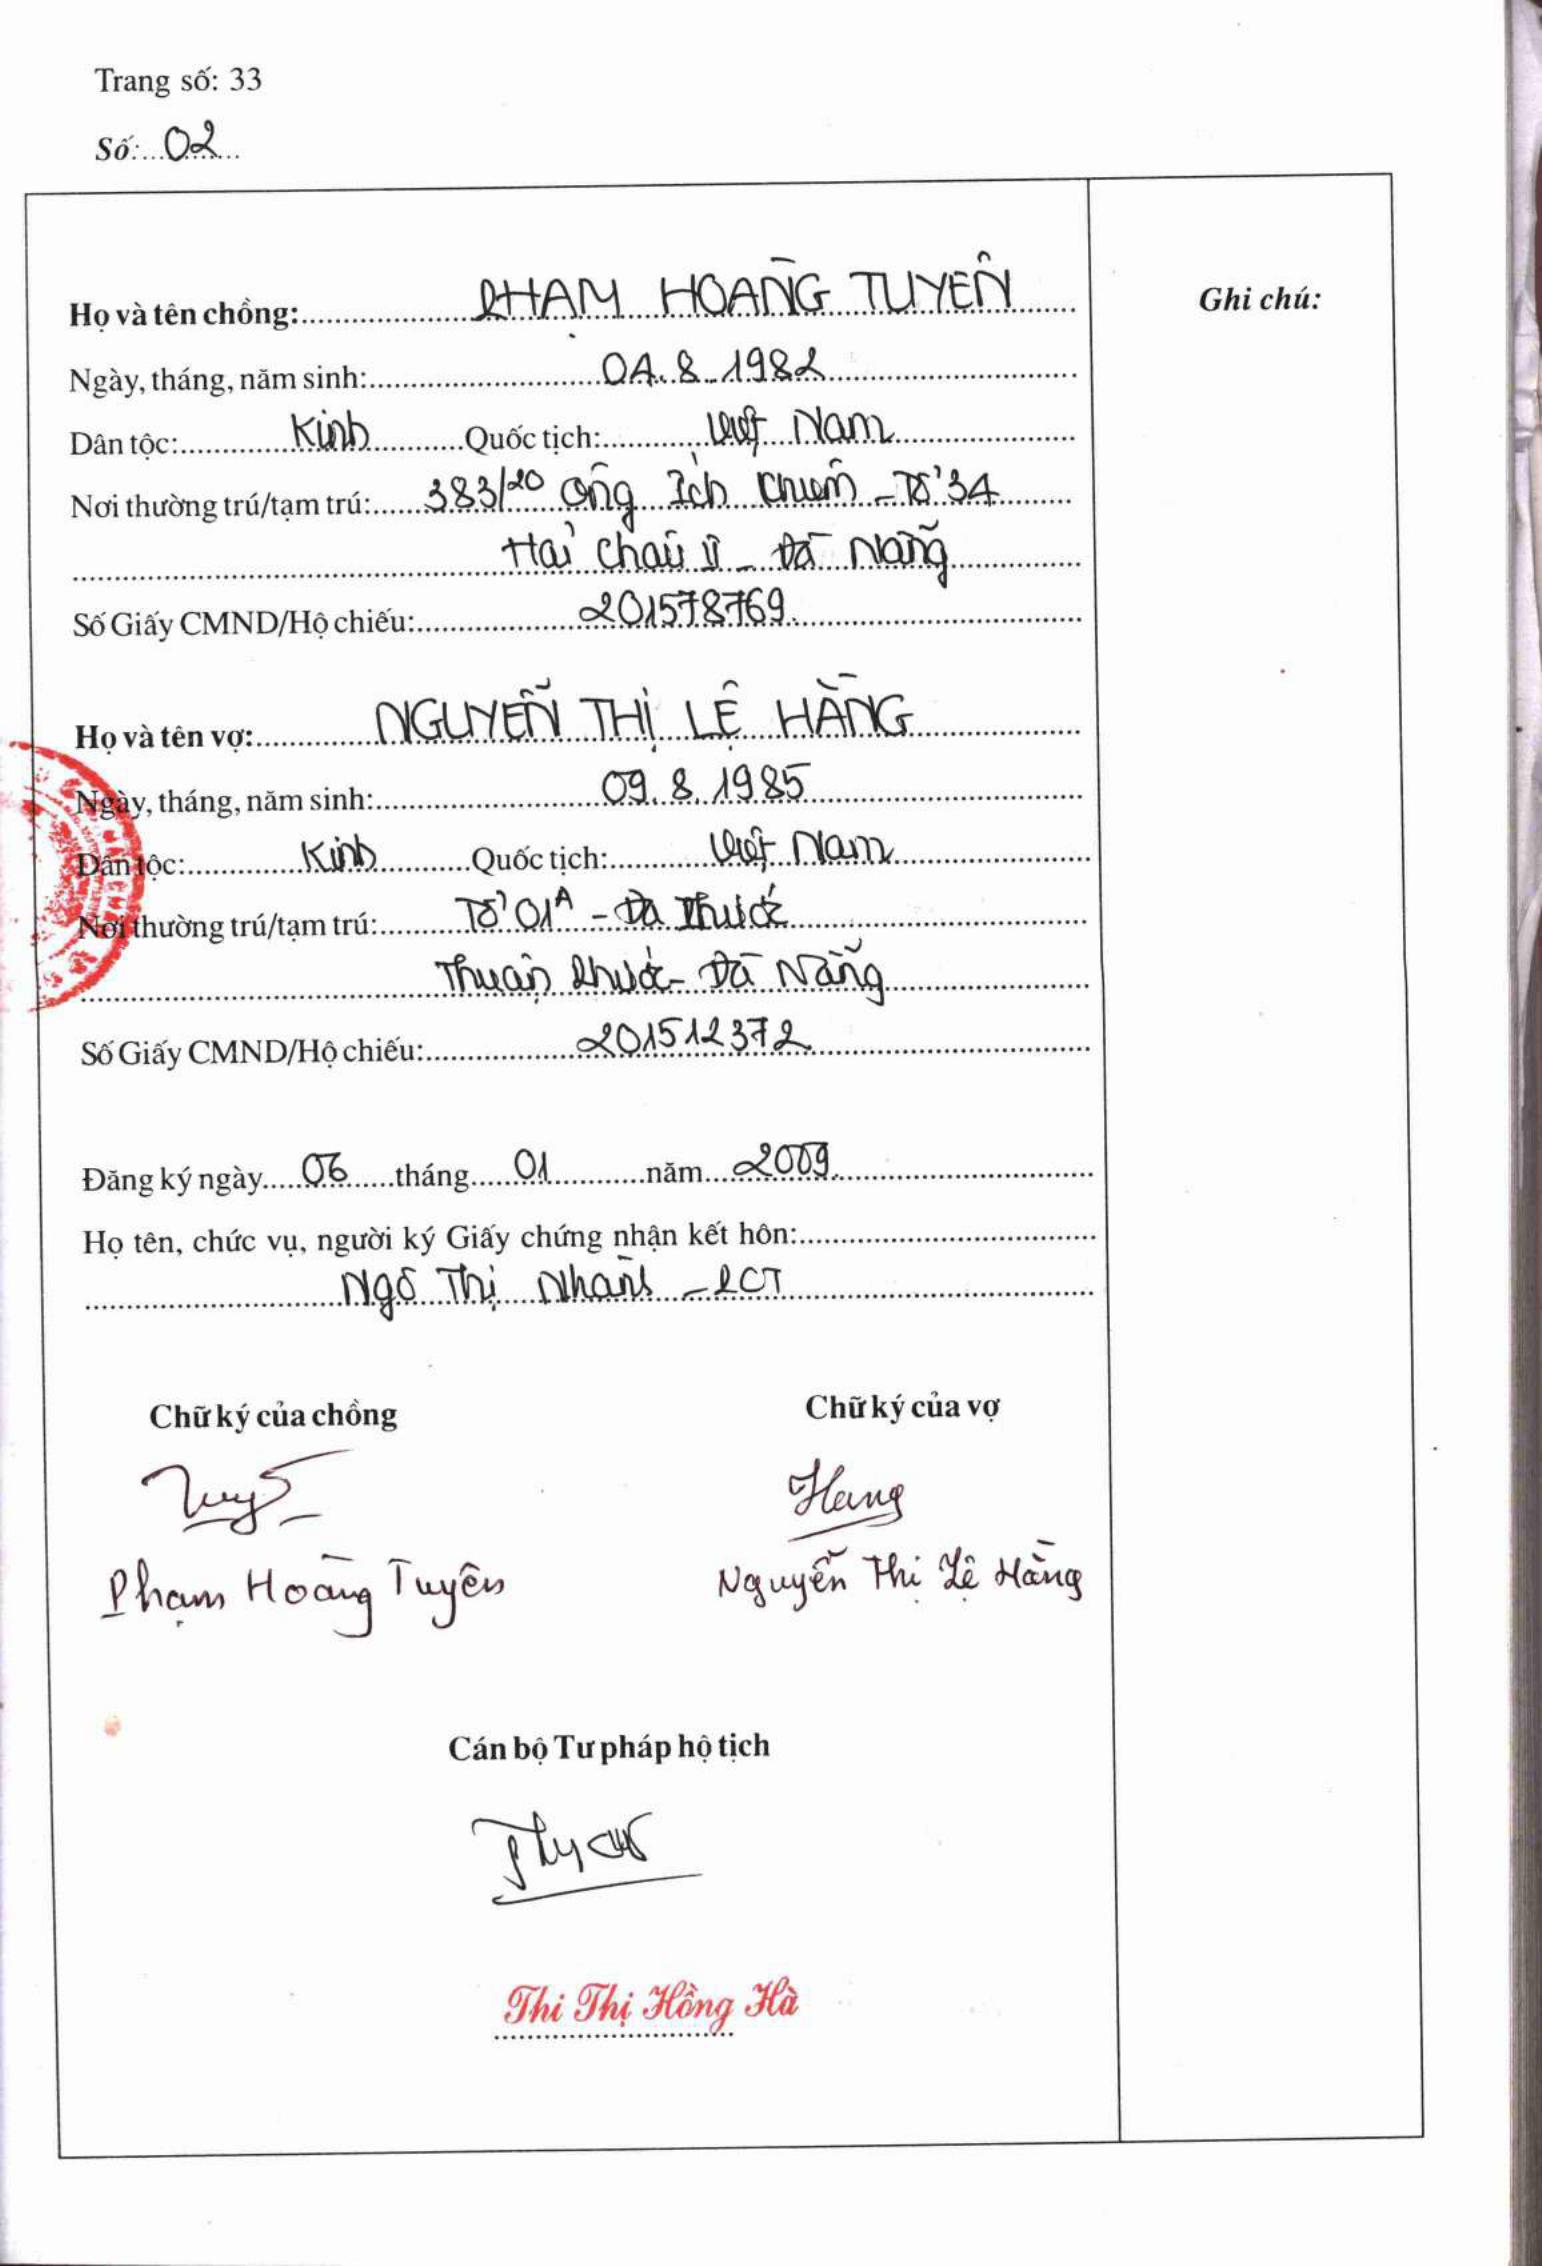 Trang số: 33
Số: 02
Họ và tên chồng: PHẠM HOÀNG TUYÊN
Ghi chú:
Ngày, tháng, năm sinh: 04.8.1982
Dân tộc: Kinh Quốc tịch: Việt Nam
Nơi thường trú/tạm trú: 383/20 Ông Ích Khiêm - Tổ 34
Hải Châu II - Đà Nẵng
Số Giấy CMND/Hộ chiếu: 201578769
Họ và tên vợ: NGUYỄN THỊ LỆ HẰNG
Ngày, tháng, năm sinh: 09.8.1985
Dân tộc: Kinh Quốc tịch: Việt Nam
Nơi thường trú/tạm trú: Tổ 01A - Đa Phước
Thuận Phước - Đà Nẵng
Số Giấy CMND/Hộ chiếu: 201512372
Đăng ký ngày 06 tháng 01 năm 2009
Họ tên, chức vụ, người ký Giấy chứng nhận kết hôn:
Ngô Thị Nhàn - PCT
Chữ ký của chồng Chữ ký của vợ
Hang
Phạm Hoàng Tuyên Nguyễn Thị Lệ Hằng
Cán bộ Tư pháp hộ tịch
Thi Thị Hồng Hà